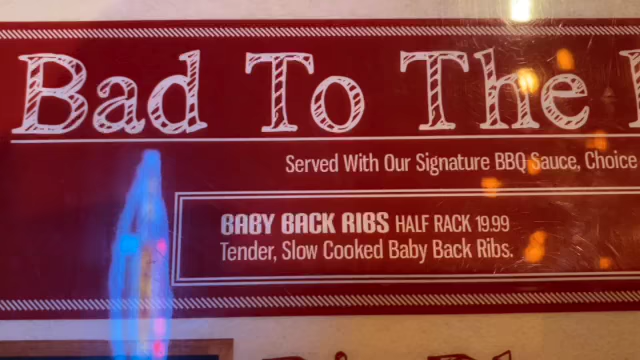 Bad To The
Served With Our Signature BBQ Sauce, Choice
BABY BACK RIBS HALF RACK 19.99
Tender, Slow Cooked Baby Back Ribs.